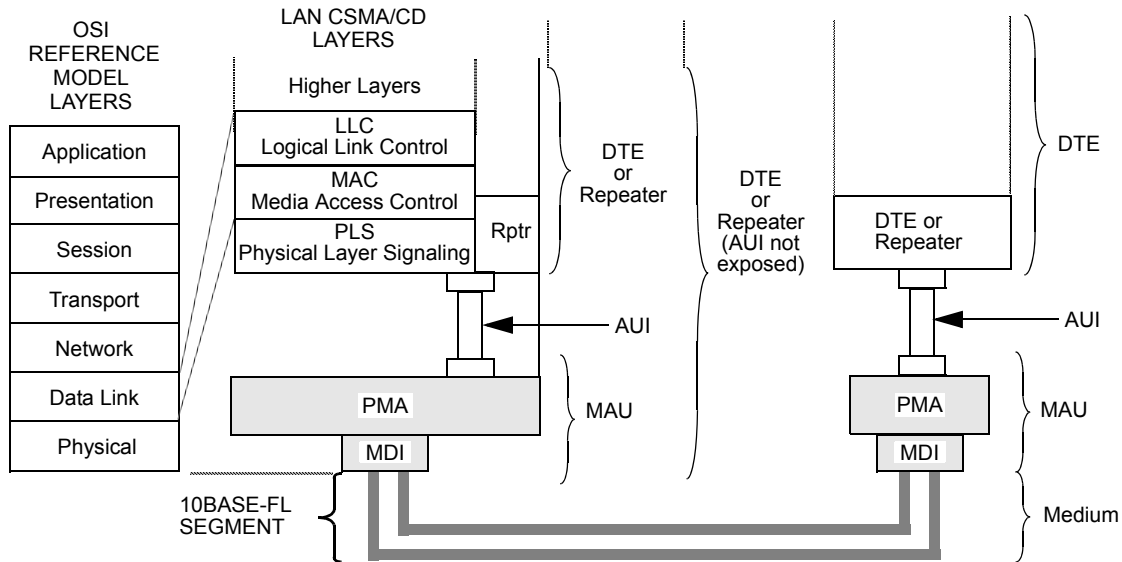 OSI
REFERENCE
MODEL
LAYERS
Application
Presentation
Session
Transport
Network
Data Link
Physical
LAN CSMA/CD
LAYERS
Higher Layers
LLC
Logical Link Control
MAC
Media Access Control
PLS
Physical Layer Signaling
Rptr
DTE
or
Repeater
AUI
PMA
MAU
MDI
10BASE-FL
SEGMENT
DTE
or
Repeater
(AUI not
exposed)
DTE
DTE or
Repeater
AUI
PMA
MAU
MDI
Medium